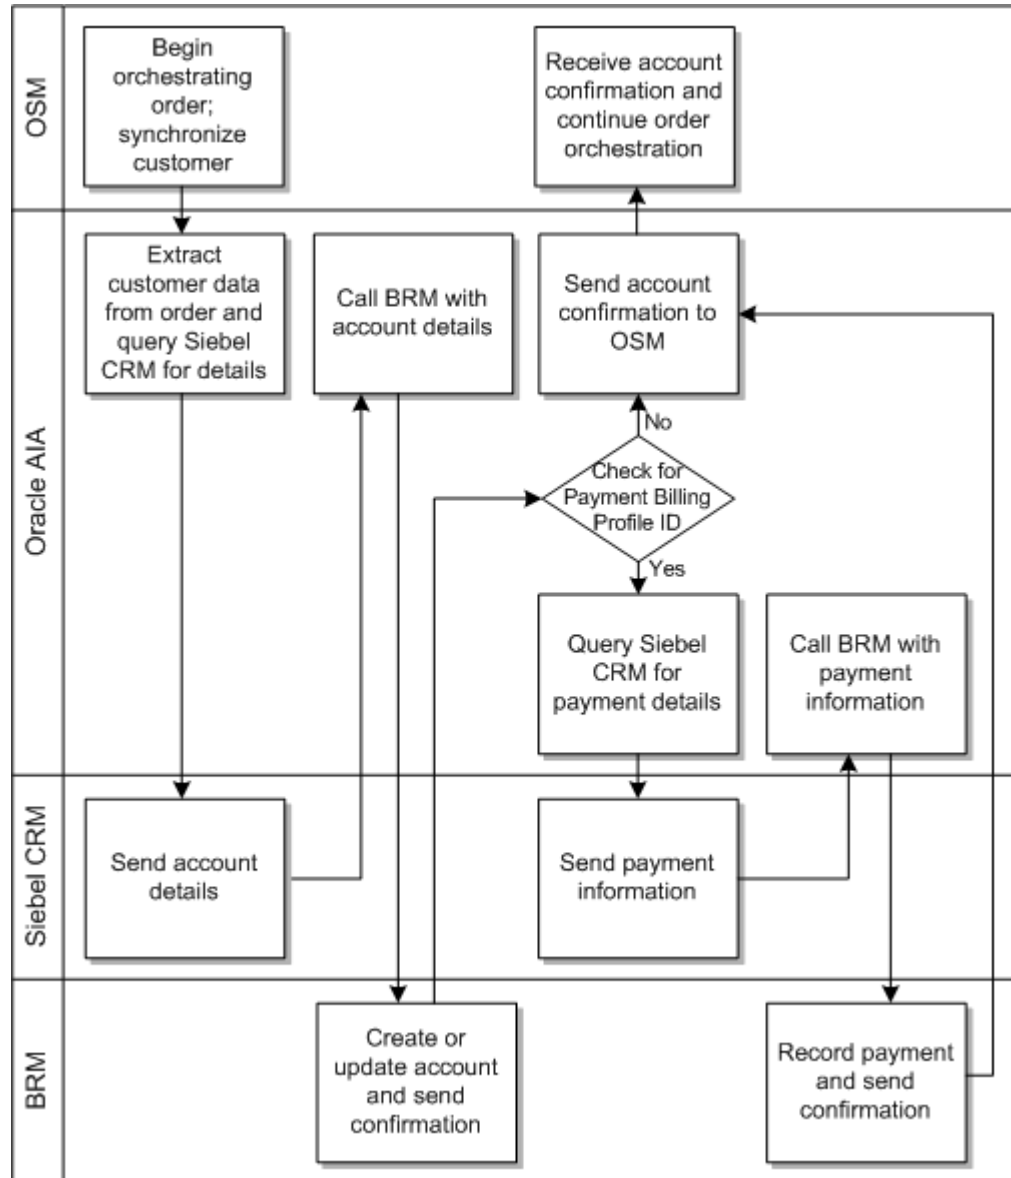 OSM
Begin
orchestrating
order;
synchronize
customer
Receive account
confirmation and
continue order
orchestration
Oracle AIA
Extract
customer data
from order and
query Siebel
CRM for details
Call BRM with
account details
Send account
confirmation to
OSM
No
Check for
Payment Billing
Profile ID
Yes
Query Siebel
CRM for
payment details
Call BRM with
payment
information
Siebel CRM
Send account
details
Send payment
information
BRM
Create or
update account
and send
confirmation
Record payment
and send
confirmation